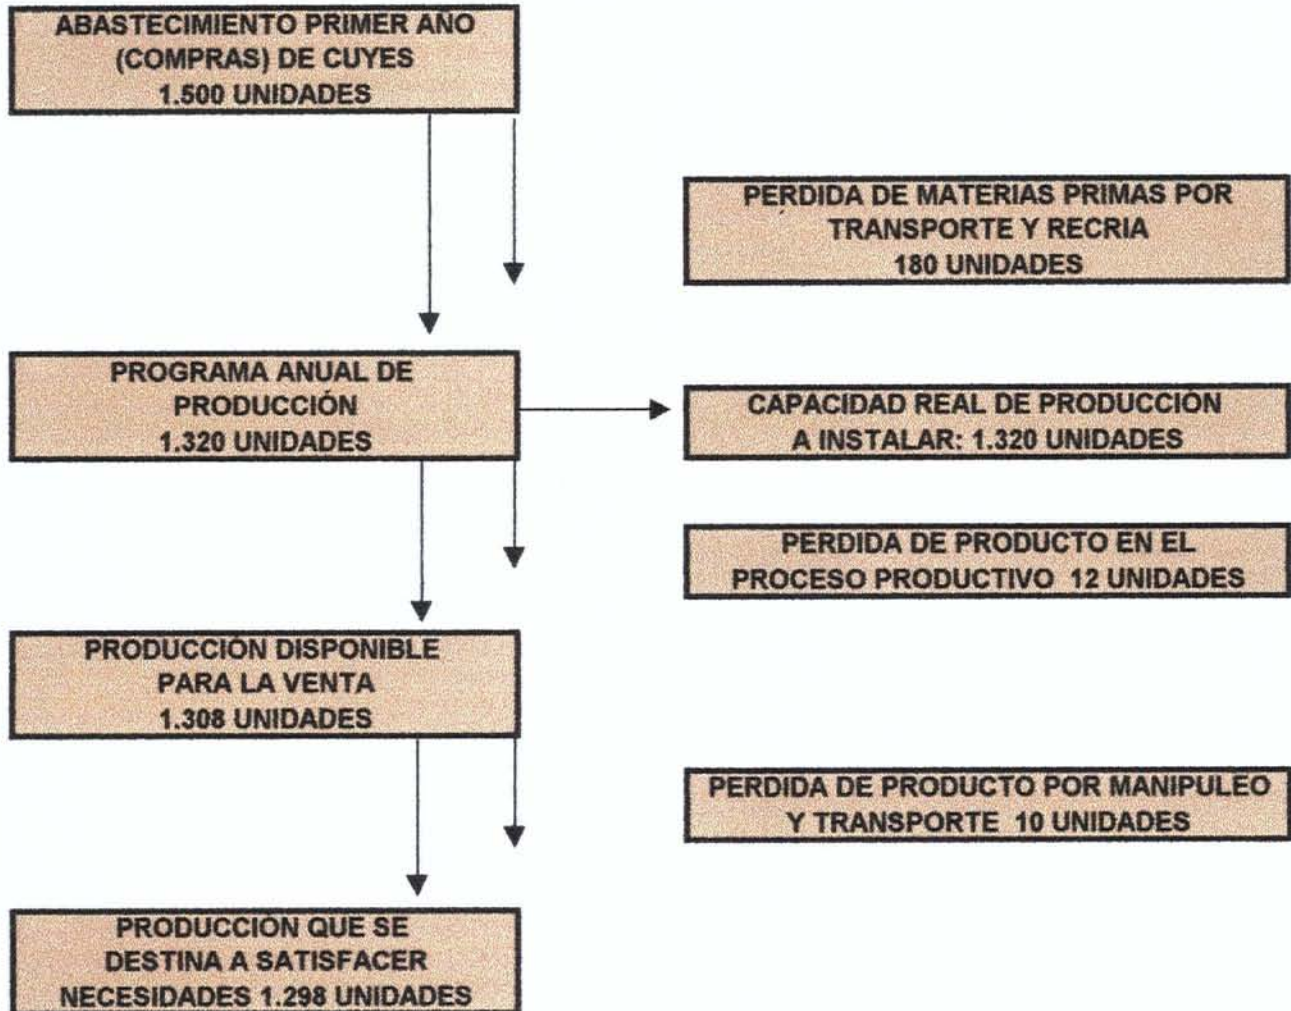 ABASTECIMIENTO PRIMER AÑO
(COMPRAS) DE CUYES
1.500 UNIDADES
PERDIDA DE MATERIAS PRIMAS POR
TRANSPORTE Y RECRIA
180 UNIDADES
PROGRAMA ANUAL DE
PRODUCCIÓN
1.320 UNIDADES
CAPACIDAD REAL DE PRODUCCIÓN
A INSTALAR: 1.320 UNIDADES
PERDIDA DE PRODUCTO EN EL
PROCESO PRODUCTIVO 12 UNIDADES
PRODUCCIÓN DISPONIBLE
PARA LA VENTA
1.308 UNIDADES
PERDIDA DE PRODUCTO POR MANIPULEO
Y TRANSPORTE 10 UNIDADES
PRODUCCIÓN QUE SE
DESTINA A SATISFACER
NECESIDADES 1.298 UNIDADES